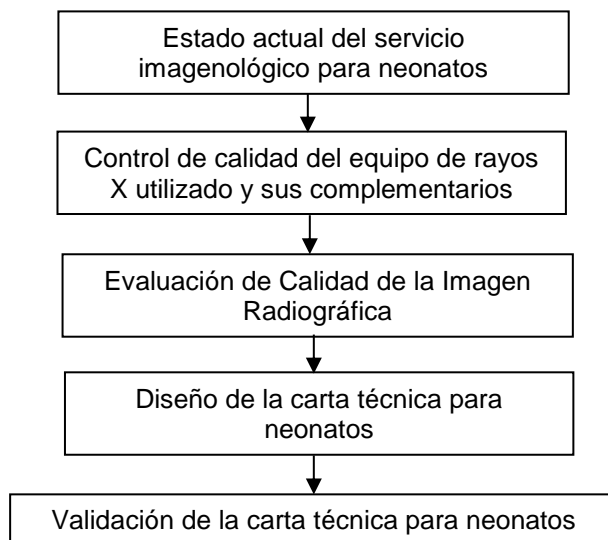 Estado actual del servicio
imagenológico para neonatos
Control de calidad del equipo de rayos
X utilizado y sus complementarios
Evaluación de Calidad de la Imagen
Radiográfica
Diseño de la carta técnica para
neonatos
Validación de la carta técnica para neonatos